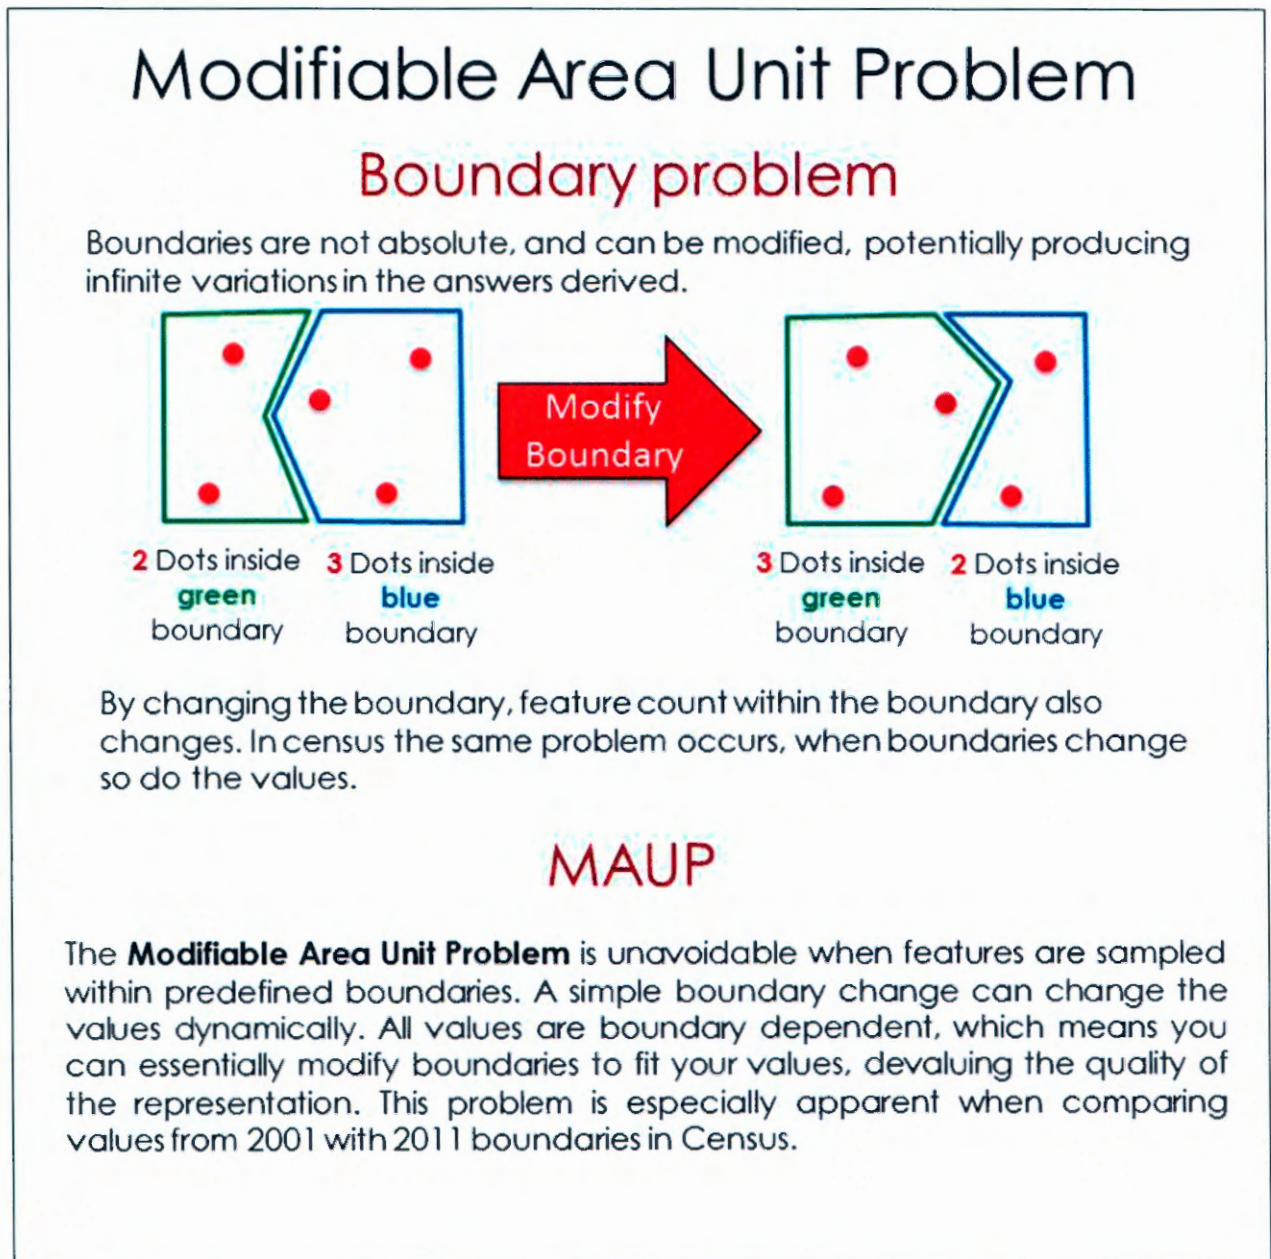 Modifiable Area Unit Problem
Boundary problem
Boundaries are not absolute, and can be modified, potentially producing
infinite variations in the answers derived.
Modify
Boundary
2 Dots inside
green
boundary
3 Dots inside
blue
boundary
3 Dots inside
green
boundary
2 Dots inside
blue
boundary
By changing the boundary, feature count within the boundary also
changes. In census the same problem occurs, when boundaries change
so do the values.
MAUP
The Modifiable Area Unit Problem is unavoidable when features are sampled
within predefined boundaries. A simple boundary change can change the
values dynamically. All values are boundary dependent, which means you
can essentially modify boundaries to fit your values, devaluing the quality of
the representation. This problem is especially apparent when comparing
values from 2001 with 2011 boundaries in Census.